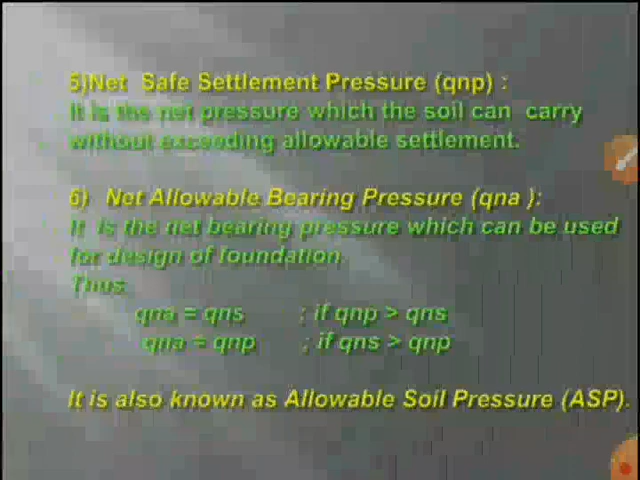 5)Net Safe Settlement Pressure (qnp) :
It is the net pressure which the soil can carry
without exceeding allowable settlement.
6) Net Allowable Bearing Pressure (qna ):
It is the net bearing pressure which can be used
for design of foundation.
Thus,
qna = qns ; if qnp > qns
qna = qnp ; if qns > qnp
It is also known as Allowable Soil Pressure (ASP).